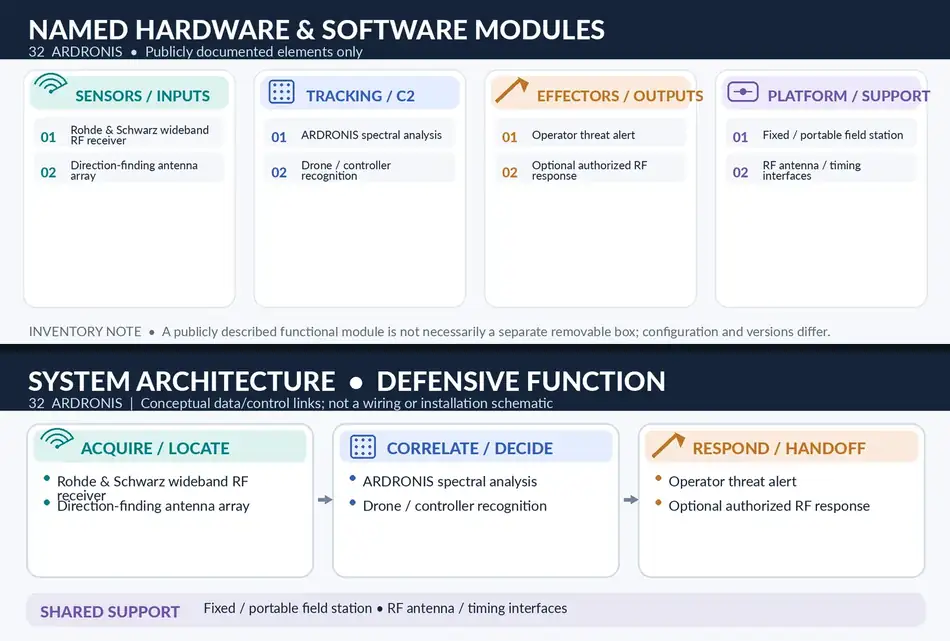 NAMED HARDWARE & SOFTWARE MODULES
32 ARDRONIS • Publicly documented elements only
SENSORS / INPUTS
01 Rohde & Schwarz wideband
RF receiver
02 Direction-finding antenna
array
TRACKING / C2
01 ARDRONIS spectral analysis
02 Drone / controller
recognition
EFFECTORS / OUTPUTS
01 Operator threat alert
02 Optional authorized RF
response
PLATFORM / SUPPORT
01 Fixed / portable field station
02 RF antenna / timing
interfaces
INVENTORY NOTE • A publicly described functional module is not necessarily a separate removable box; configuration and versions differ.
SYSTEM ARCHITECTURE • DEFENSIVE FUNCTION
32 ARDRONIS | Conceptual data/control links; not a wiring or installation schematic
ACQUIRE / LOCATE
• Rohde & Schwarz wideband RF
receiver
• Direction-finding antenna array
CORRELATE / DECIDE
• ARDRONIS spectral analysis
• Drone / controller recognition
RESPOND / HANDOFF
• Operator threat alert
• Optional authorized RF response
SHARED SUPPORT Fixed / portable field station • RF antenna / timing interfaces